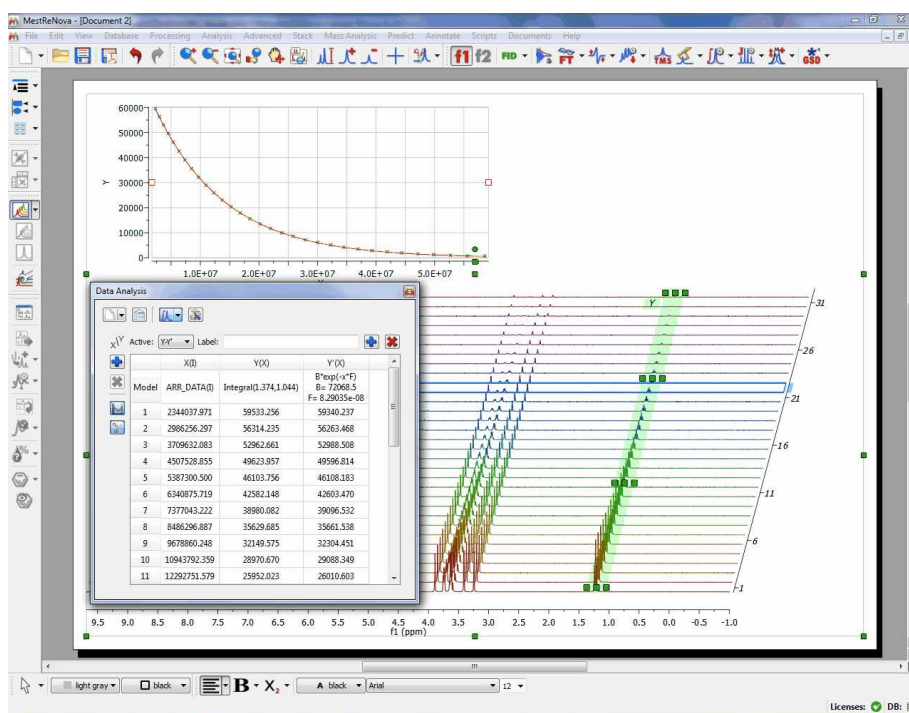 MestReNova - [Document 2]
File Edit View Database Processing Analysis Advanced Stack Mass Analysis Predict Annotate Scripts Documents Help
f1 f2 FID FT TMS GSD
60000
50000
40000
Y 30000
20000
10000
0
1.0E+07 2.0E+07 3.0E+07 4.0E+07 5.0E+07
Data Analysis
X\Y Active: Y-Y' Label:
X(I) Y(X) Y'(X)
Model ARR_DATA(I) Integral(1.374,1.044) B*exp(-x*F)
B= 72068.5
F= 8.29035e-08
1 2344037.971 59533.256 59340.237
2 2986256.297 56314.235 56263.468
3 3709632.083 52962.661 52988.508
4 4507528.855 49623.957 49596.814
5 5387300.500 46103.756 46108.183
6 6340875.719 42582.148 42603.470
7 7377043.222 38980.082 39096.532
8 8486296.887 35629.685 35661.538
9 9678860.248 32149.575 32304.451
10 10943792.359 28970.670 29088.349
11 12292751.579 25952.023 26010.603
Y
31
26
21
16
11
6
1
9.5 9.0 8.5 8.0 7.5 7.0 6.5 6.0 5.5 5.0 4.5 4.0 3.5 3.0 2.5 2.0 1.5 1.0 0.5 0.0 -0.5 -1.0
f1 (ppm)
light gray black B X2 A black Arial 12
Licenses: DB: